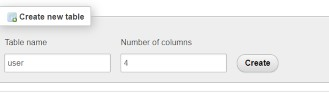 Create new table
Table name Number of columns
user 4 Create